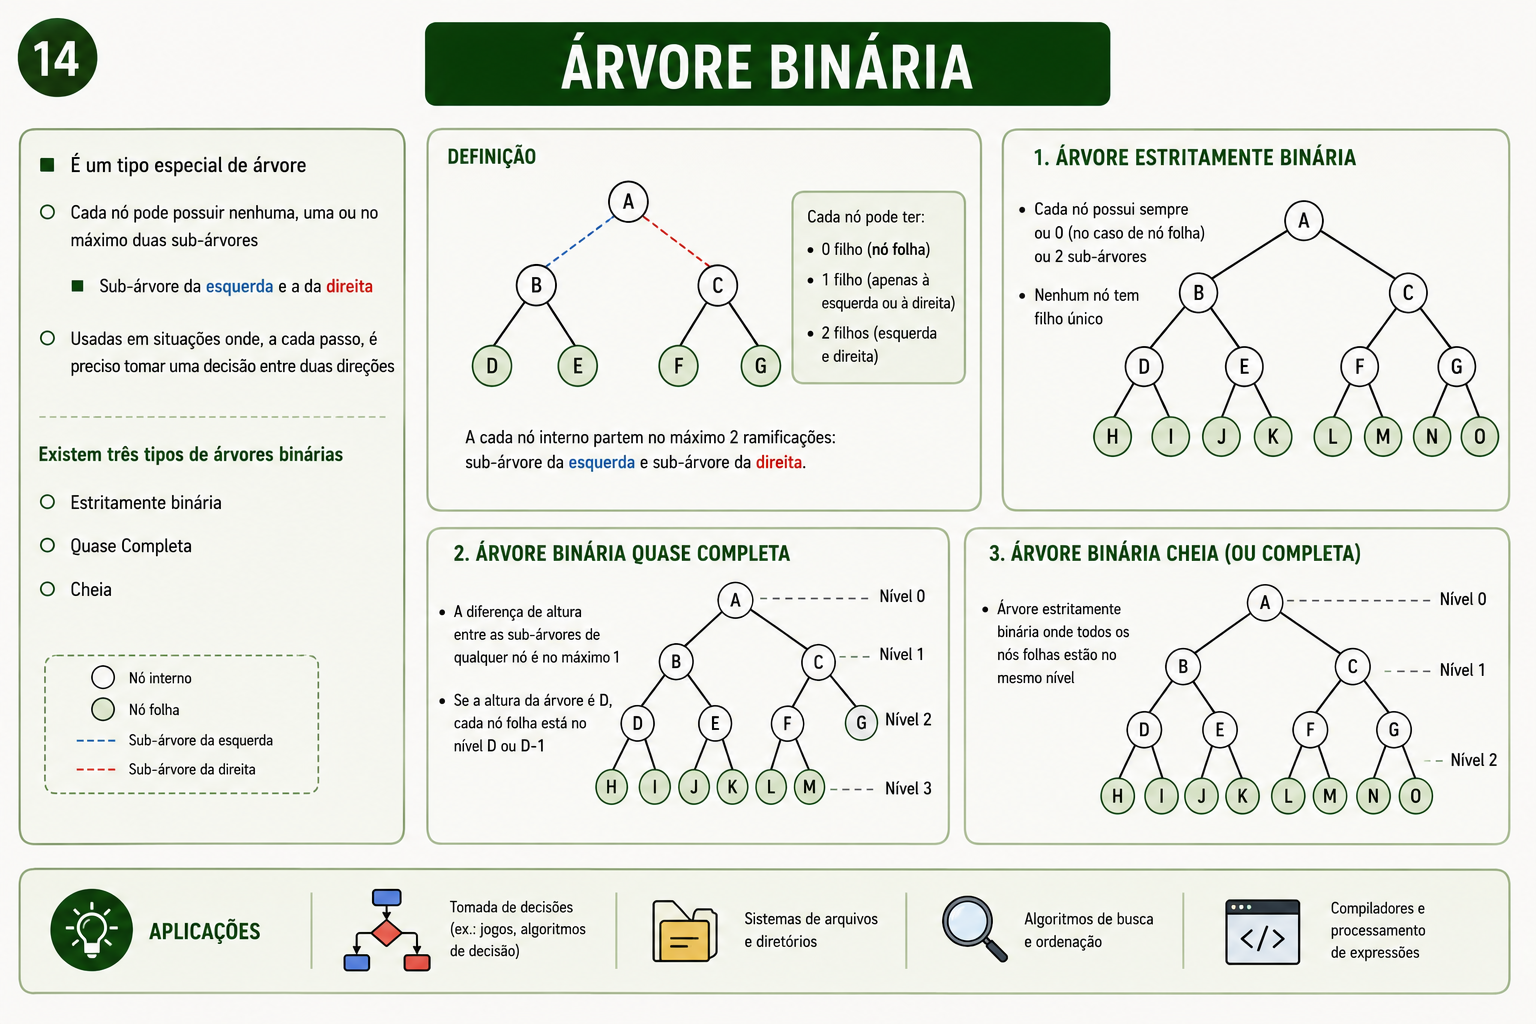 14
ÁRVORE BINÁRIA
É um tipo especial de árvore
Cada nó pode possuir nenhuma, uma ou no
máximo duas sub-árvores
Sub-árvore da esquerda e a da direita
Usadas em situações onde, a cada passo, é
preciso tomar uma decisão entre duas direções
Existem três tipos de árvores binárias
Estritamente binária
Quase Completa
Cheia
Nó interno
Nó folha
Sub-árvore da esquerda
Sub-árvore da direita
DEFINIÇÃO
A
B C
D E F G
Cada nó pode ter:
• 0 filho (nó folha)
• 1 filho (apenas à
esquerda ou à direita)
• 2 filhos (esquerda
e direita)
A cada nó interno partem no máximo 2 ramificações:
sub-árvore da esquerda e sub-árvore da direita.
1. ÁRVORE ESTRITAMENTE BINÁRIA
• Cada nó possui sempre
ou 0 (no caso de nó folha)
ou 2 sub-árvores
• Nenhum nó tem
filho único
A
B C
D E F G
H I J K L M N O
2. ÁRVORE BINÁRIA QUASE COMPLETA
• A diferença de altura
entre as sub-árvores de
qualquer nó é no máximo 1
• Se a altura da árvore é D,
cada nó folha está no
nível D ou D-1
A Nível 0
B C Nível 1
D E F G Nível 2
H I J K L M Nível 3
3. ÁRVORE BINÁRIA CHEIA (OU COMPLETA)
• Árvore estritamente
binária onde todos os
nós folhas estão no
mesmo nível
A Nível 0
B C Nível 1
D E F G
Nível 2
H I J K L M N O
APLICAÇÕES
Tomada de decisões
(ex.: jogos, algoritmos
de decisão)
Sistemas de arquivos
e diretórios
Algoritmos de busca
e ordenação
</>
Compiladores e
processamento
de expressões